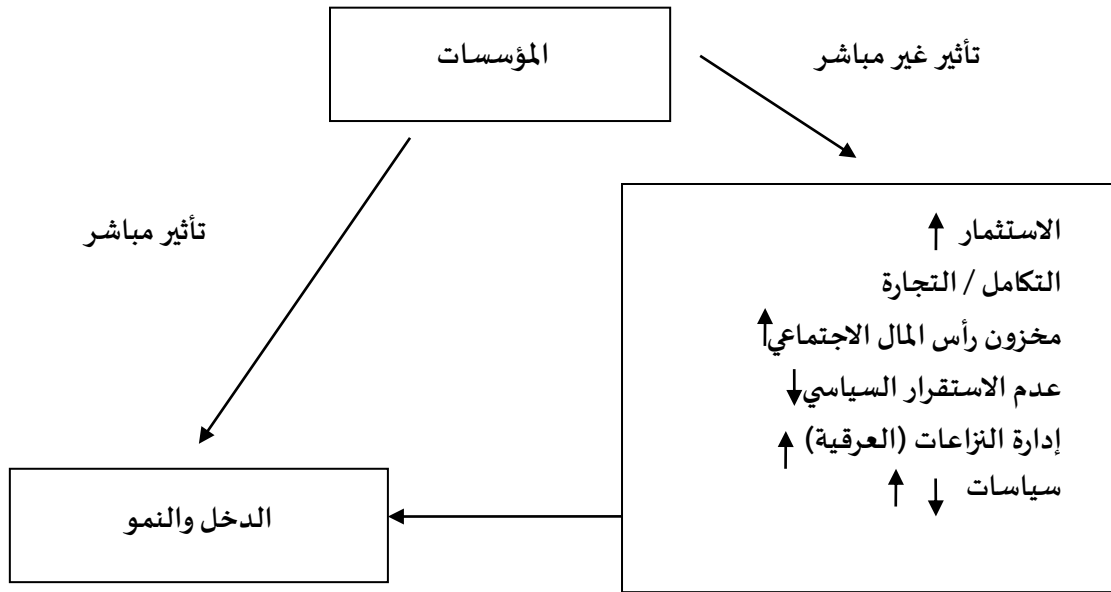 المؤسسات
تأثير غير مباشر
تأثير مباشر
الاستثمار ↑
التكامل / التجارة
مخزون رأس المال الاجتماعي ↑
عدم الاستقرار السياسي ↓
إدارة النزاعات (العرقية) ↑
سياسات ↓ ↑
الدخل والنمو